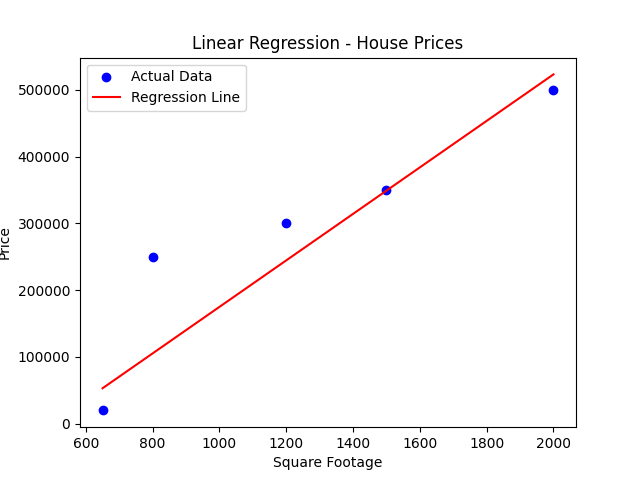 Linear Regression - House Prices
Actual Data
Regression Line
Price
500000
400000
300000
200000
100000
0
600 800 1000 1200 1400 1600 1800 2000
Square Footage